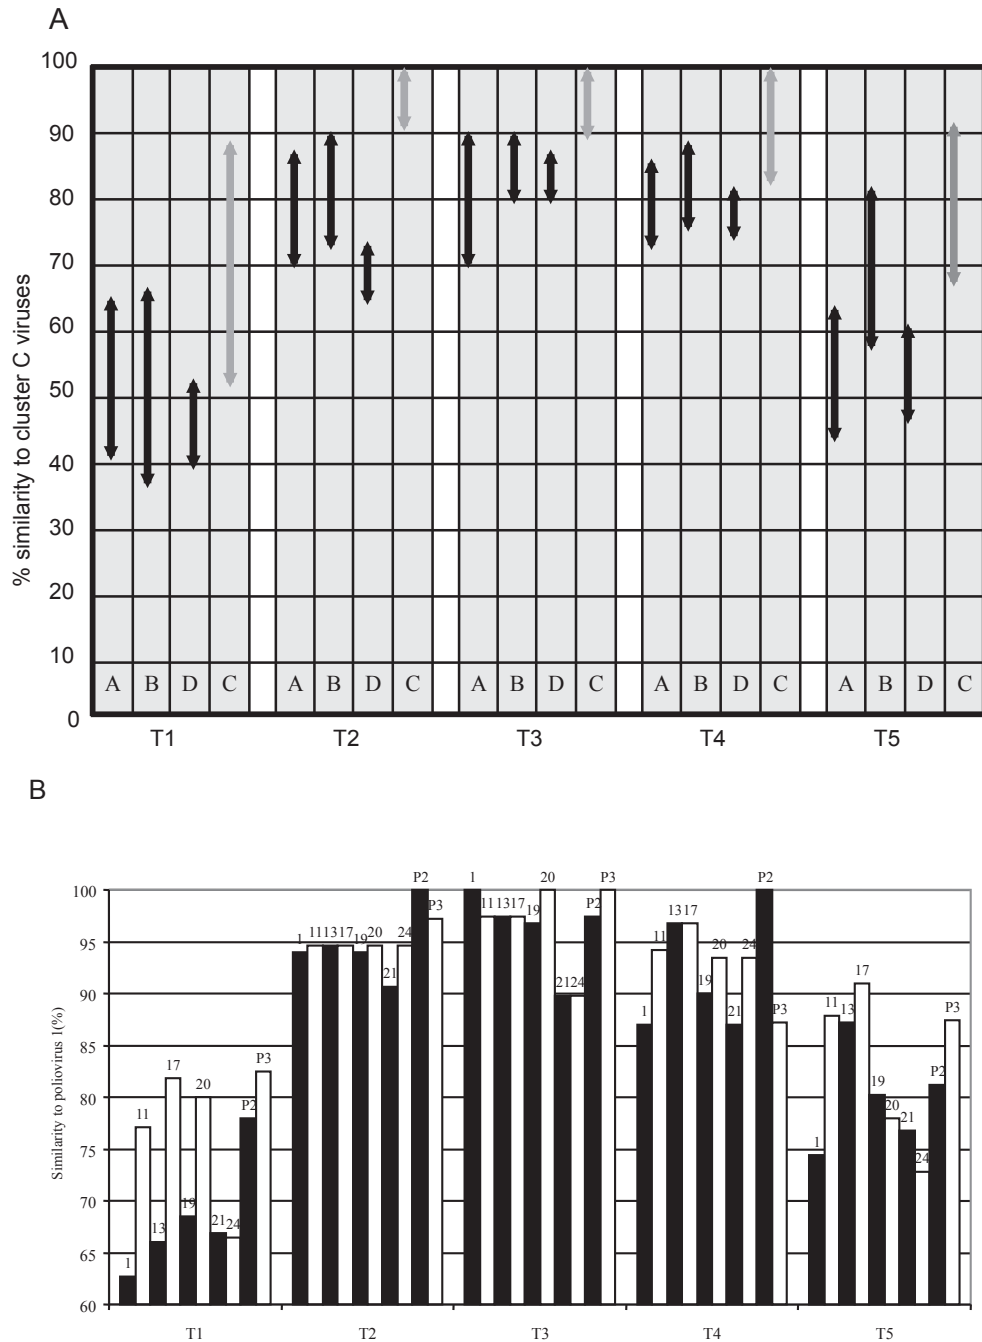 A
100
90
80
70
60
50
40
30
20
10
0
% similarity to cluster C viruses
A B D C A B D C A B D C A B D C A B D C
T1 T2 T3 T4 T5
B
100
95
90
85
80
75
70
65
60
Similarity to poliovirus 1(%)
1 11 13 17 19 20 21 24 P2 P3
1 11 13 17 19 20 21 24 P2 P3
1 11 13 17 19 20 21 24 P2 P3
1 11 13 17 19 20 21 24 P2 P3
1 11 13 17 19 20 21 24 P2 P3
T1 T2 T3 T4 T5